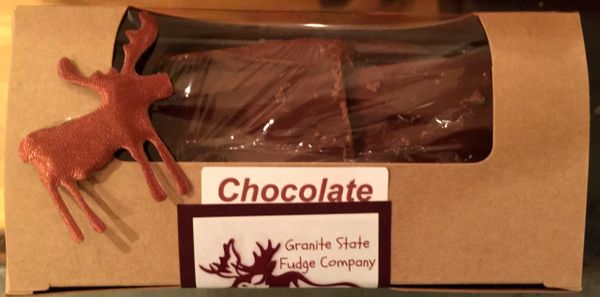 Chocolate
Granite State
Fudge Company